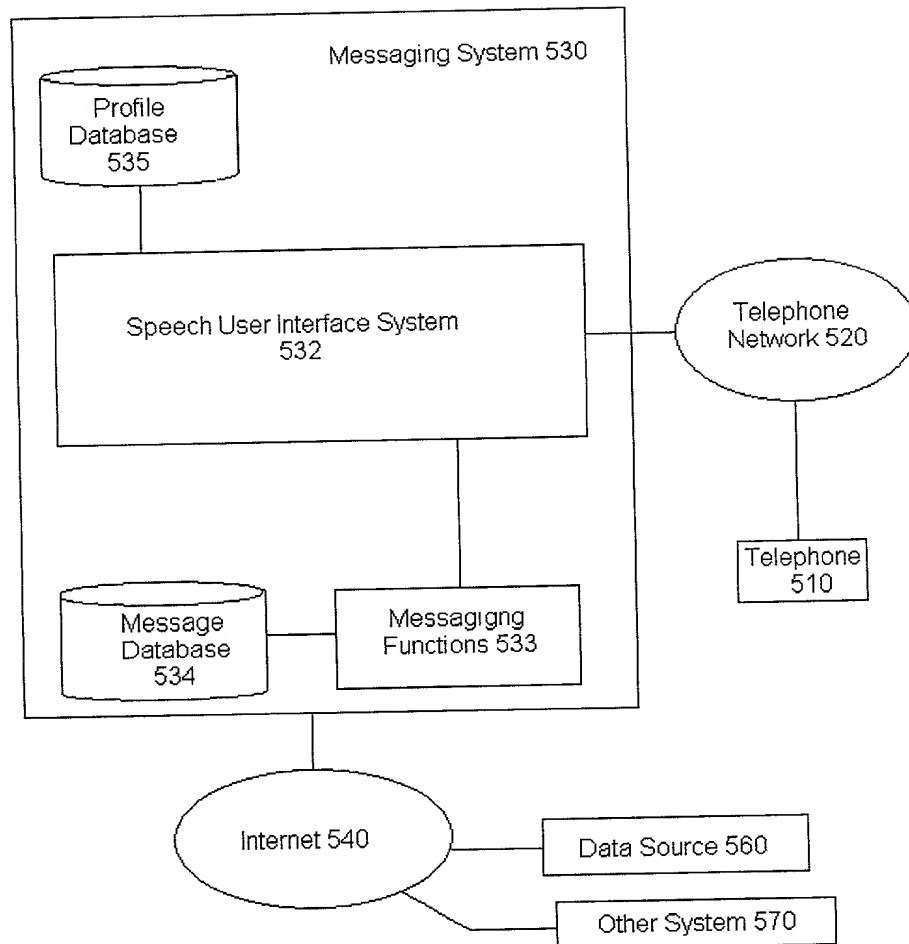 Messaging System 530
Profile
Database
535
Speech User Interface System
532
Telephone
Network 520
Telephone
510
Message
Database
534
Messagigng
Functions 533
Internet 540
Data Source 560
Other System 570